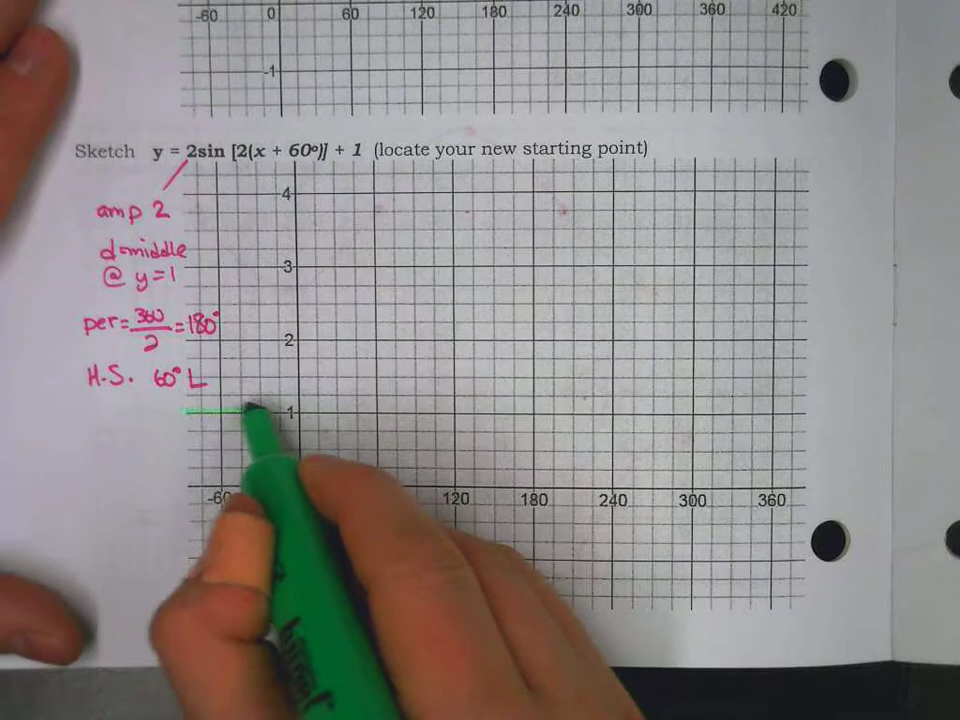 -60 0 60 120 180 240 300 360 420
-1
Sketch y = 2sin [2(x + 60º)] + 1 (locate your new starting point)
4
amp 2
d=middle
@ y=1
3
per=360/2=180°
2
H.S. 60° L
1
-60 120 180 240 300 360